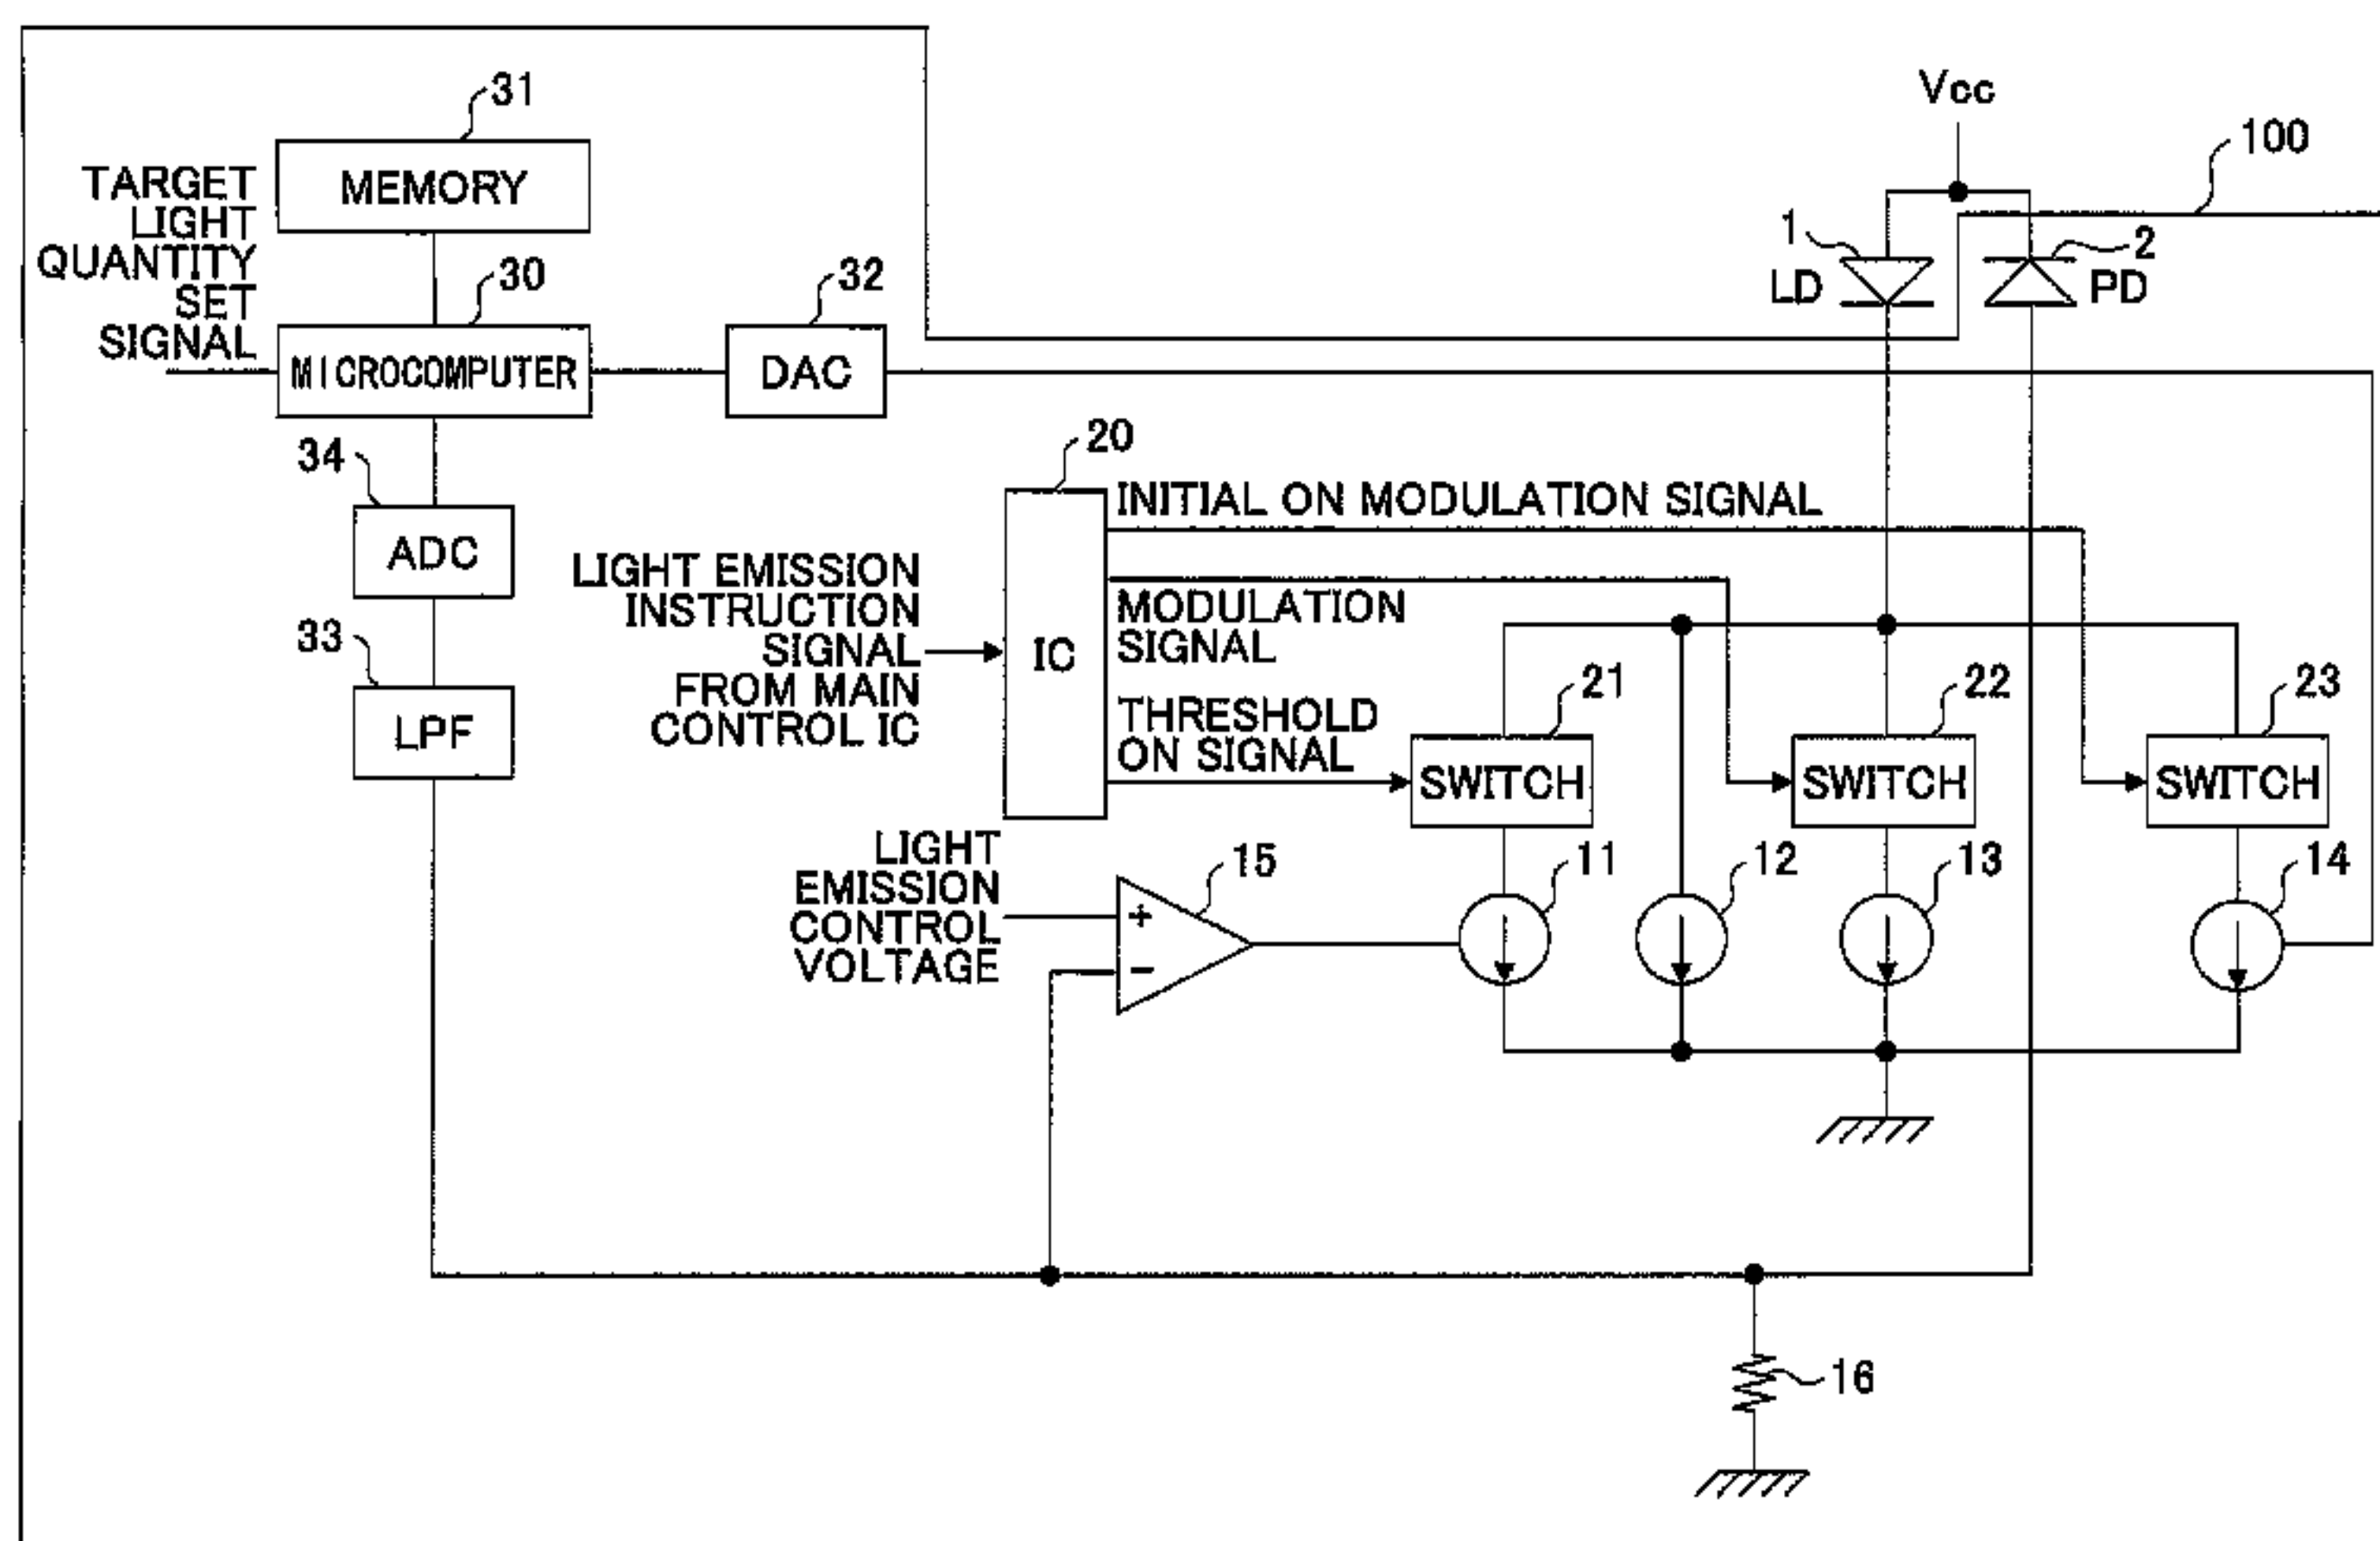 31
MEMORY
TARGET
LIGHT
QUANTITY
SET
SIGNAL
30
MICROCOMPUTER
32
DAC
34
ADC
33
LPF
Vcc
100
1
LD
2
PD
20
IC
INITIAL ON MODULATION SIGNAL
LIGHT EMISSION
INSTRUCTION
SIGNAL
FROM MAIN
CONTROL IC
MODULATION
SIGNAL
THRESHOLD
ON SIGNAL
21
SWITCH
22
SWITCH
23
SWITCH
LIGHT
EMISSION
CONTROL
VOLTAGE
+
−
15
11
12
13
14
16